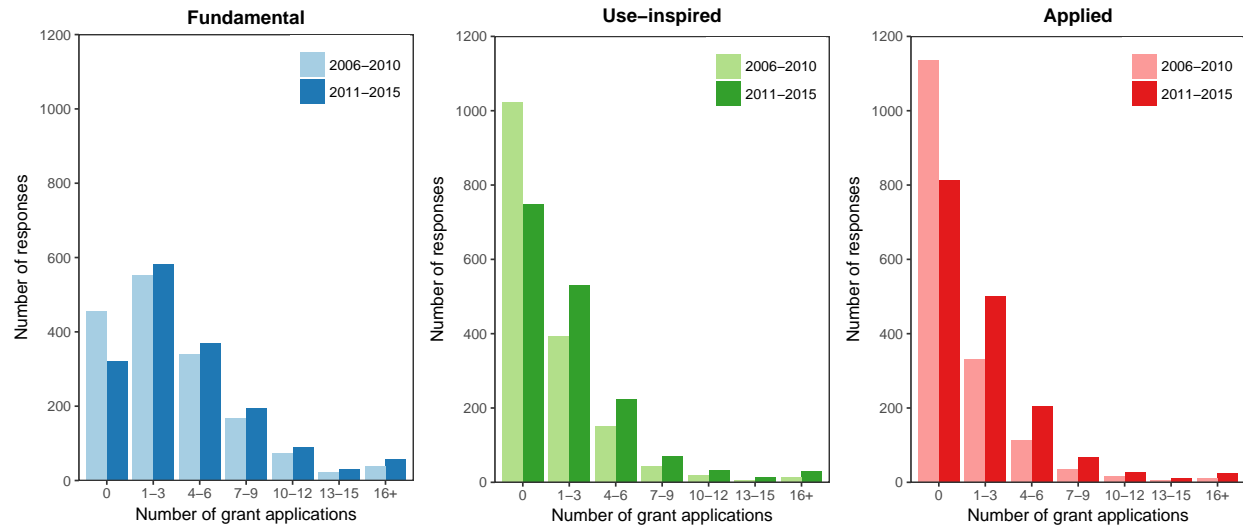 Fundamental
1200
1000
800
600
400
200
0
Number of responses
2006−2010
2011−2015
0 1−3 4−6 7−9 10−12 13−15 16+
Number of grant applications
Use−inspired
1200
1000
800
600
400
200
0
Number of responses
2006−2010
2011−2015
0 1−3 4−6 7−9 10−12 13−15 16+
Number of grant applications
Applied
1200
1000
800
600
400
200
0
Number of responses
2006−2010
2011−2015
0 1−3 4−6 7−9 10−12 13−15 16+
Number of grant applications